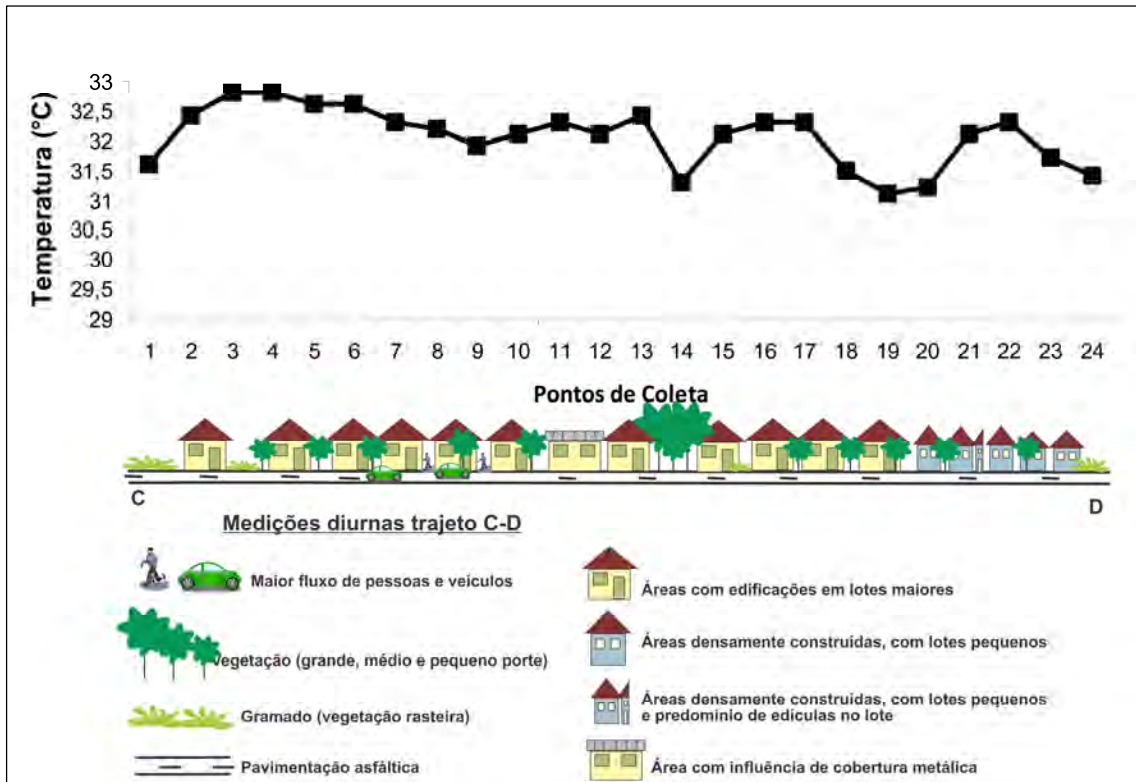 Temperatura (°C)
33
32,5
32
31,5
31
30,5
30
29,5
29
1 2 3 4 5 6 7 8 9 10 11 12 13 14 15 16 17 18 19 20 21 22 23 24
Pontos de Coleta
C
D
Medições diurnas trajeto C-D
Maior fluxo de pessoas e veículos
vegetação (grande, médio e pequeno porte)
Gramado (vegetação rasteira)
Pavimentação asfáltica
Áreas com edificações em lotes maiores
Áreas densamente construídas, com lotes pequenos
Áreas densamente construídas, com lotes pequenos
e predomínio de edículas no lote
Área com influência de cobertura metálica